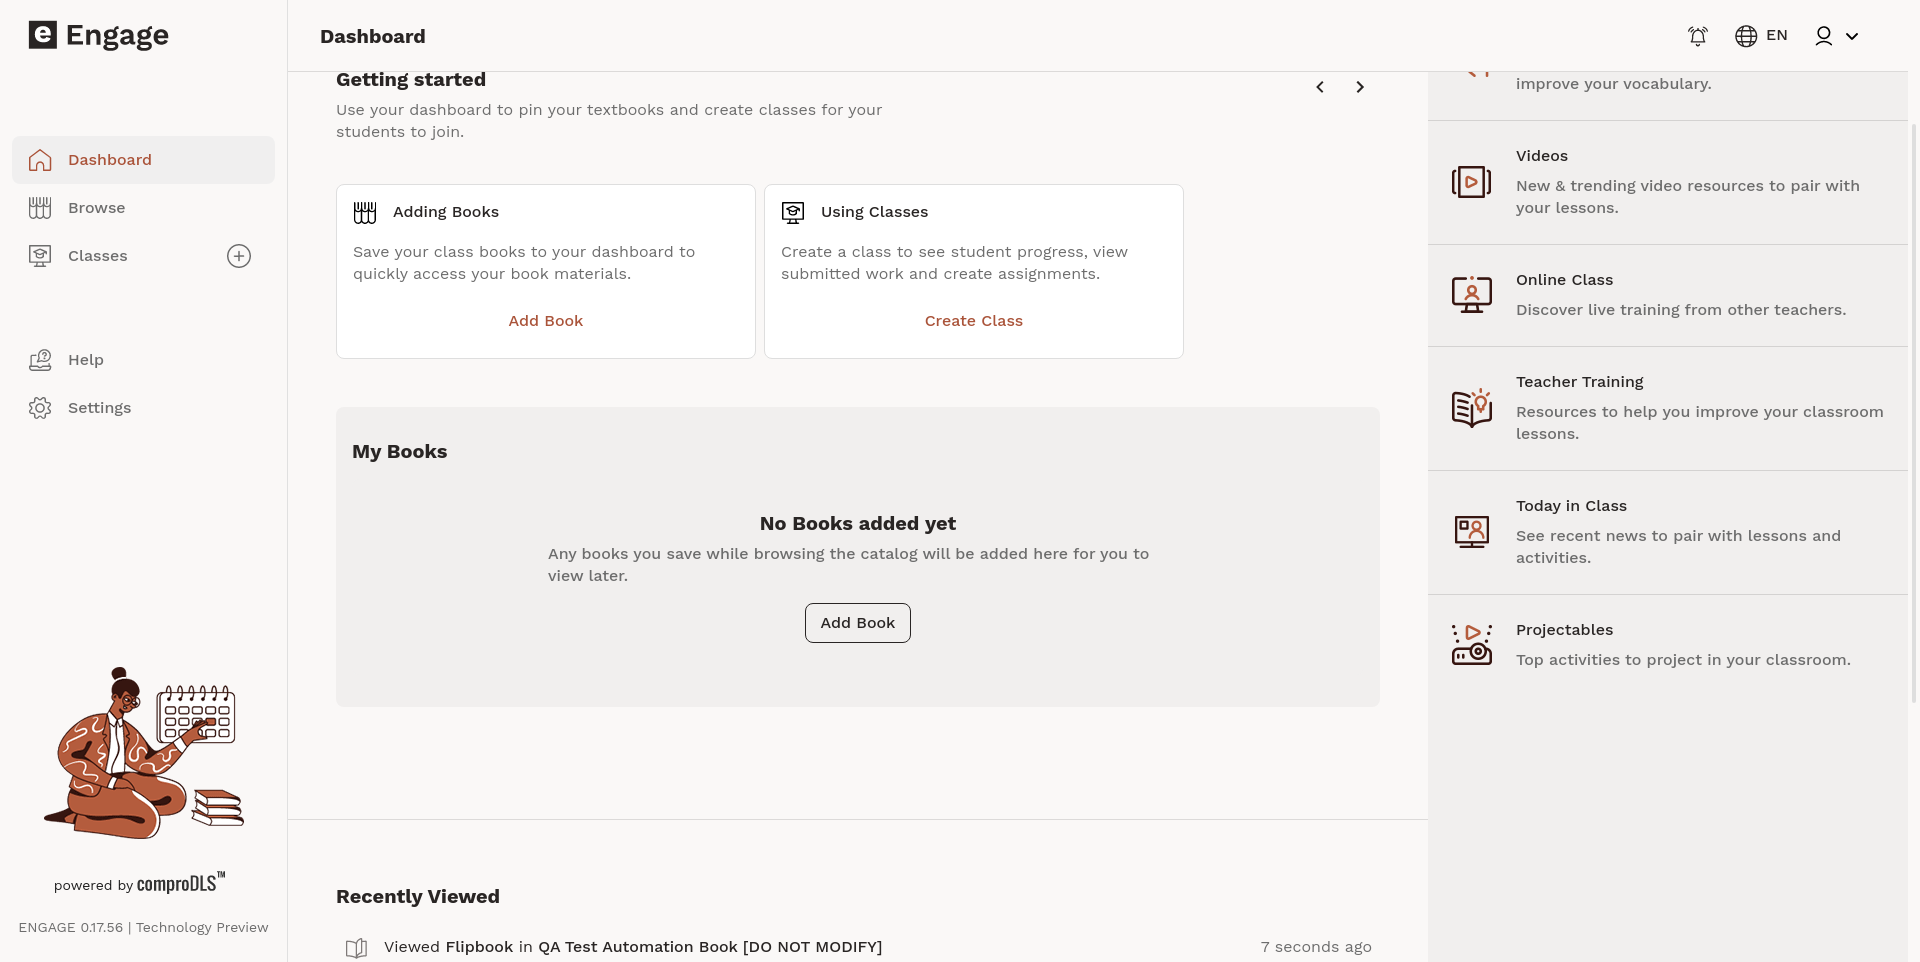 e Engage
Dashboard
EN
Dashboard
Browse
Classes
Help
Settings
powered by comproDLS™
ENGAGE 0.17.56 | Technology Preview
Getting started
Use your dashboard to pin your textbooks and create classes for your
students to join.
Adding Books
Save your class books to your dashboard to
quickly access your book materials.
Add Book
Using Classes
Create a class to see student progress, view
submitted work and create assignments.
Create Class
My Books
No Books added yet
Any books you save while browsing the catalog will be added here for you to
view later.
Add Book
Recently Viewed
Viewed Flipbook in QA Test Automation Book [DO NOT MODIFY]
7 seconds ago
improve your vocabulary.
Videos
New & trending video resources to pair with
your lessons.
Online Class
Discover live training from other teachers.
Teacher Training
Resources to help you improve your classroom
lessons.
Today in Class
See recent news to pair with lessons and
activities.
Projectables
Top activities to project in your classroom.